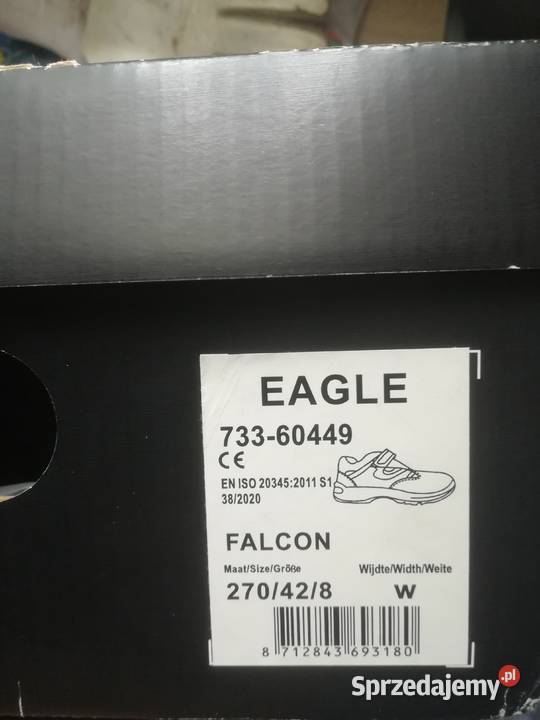 EAGLE
733-60449
CE
EN ISO 20345:2011 S1
38/2020
FALCON
Maat/Size/Größe Wijdte/Width/Weite
270/42/8 W
8 712843 693180
Sprzedajemy.pl